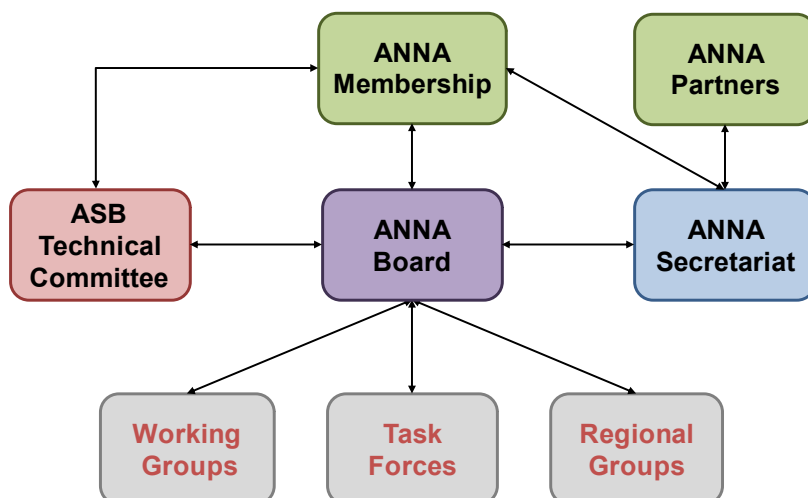 ANNA
Membership
ANNA
Partners
ASB
Technical
Committee
ANNA
Board
ANNA
Secretariat
Working
Groups
Task
Forces
Regional
Groups